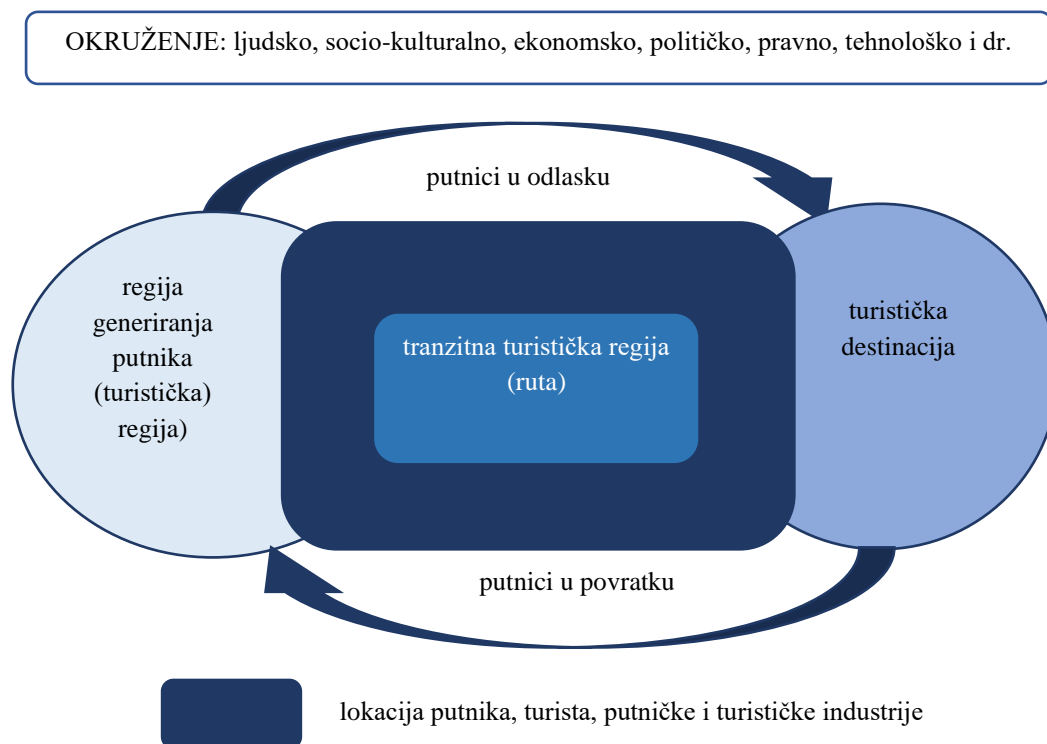 OKRUŽENJE: ljudsko, socio-kulturalno, ekonomsko, političko, pravno, tehnološko i dr.
putnici u odlasku
regija
generiranja
putnika
(turistička)
regija)
tranzitna turistička regija
(ruta)
turistička
destinacija
putnici u povratku
lokacija putnika, turista, putničke i turističke industrije